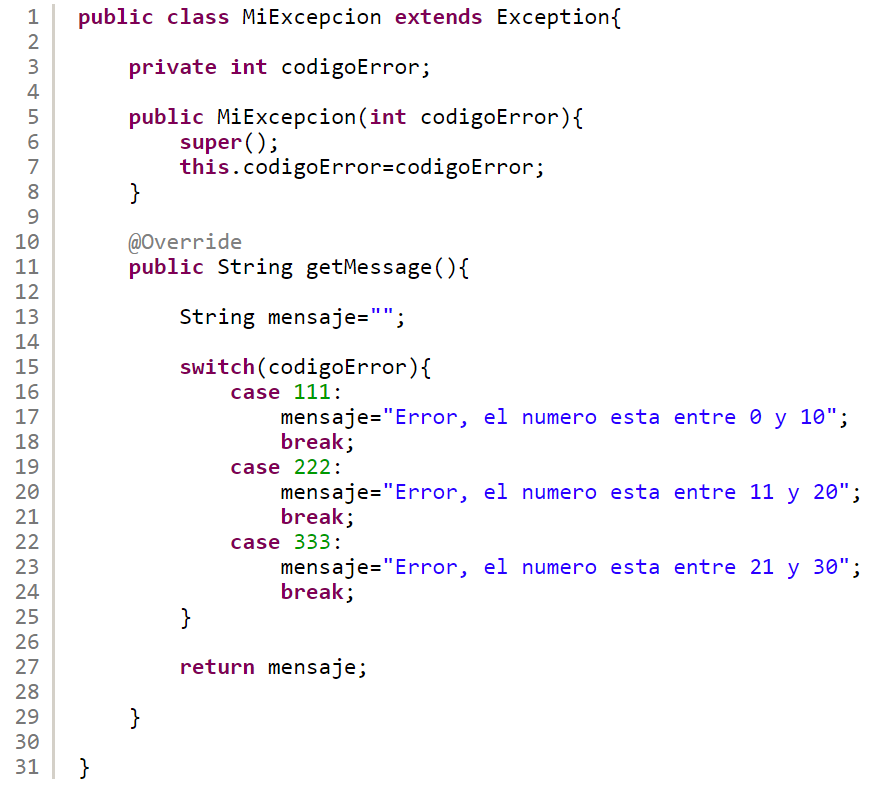 1 public class MiExcepcion extends Exception{
2
3 private int codigoError;
4
5 public MiExcepcion(int codigoError){
6 super();
7 this.codigoError=codigoError;
8 }
9
10 @Override
11 public String getMessage(){
12
13 String mensaje="";
14
15 switch(codigoError){
16 case 111:
17 mensaje="Error, el numero esta entre 0 y 10";
18 break;
19 case 222:
20 mensaje="Error, el numero esta entre 11 y 20";
21 break;
22 case 333:
23 mensaje="Error, el numero esta entre 21 y 30";
24 break;
25 }
26
27 return mensaje;
28
29 }
30
31 }